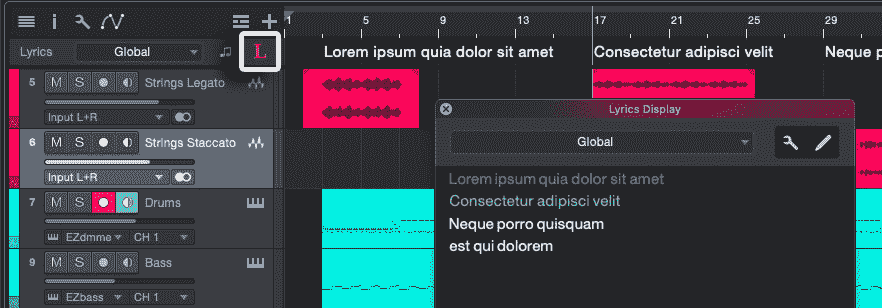 1 5 9 13 17 21 25 29
Lyrics Global L Lorem ipsum quia dolor sit amet Consectetur adipisci velit Neque po
5 M S Strings Legato
Input L+R
6 M S Strings Staccato
Input L+R
7 M S Drums
EZdmme CH 1
9 M S Bass
EZbass CH 1
Lyrics Display
Global
Lorem ipsum quia dolor sit amet
Consectetur adipisci velit
Neque porro quisquam
est qui dolorem